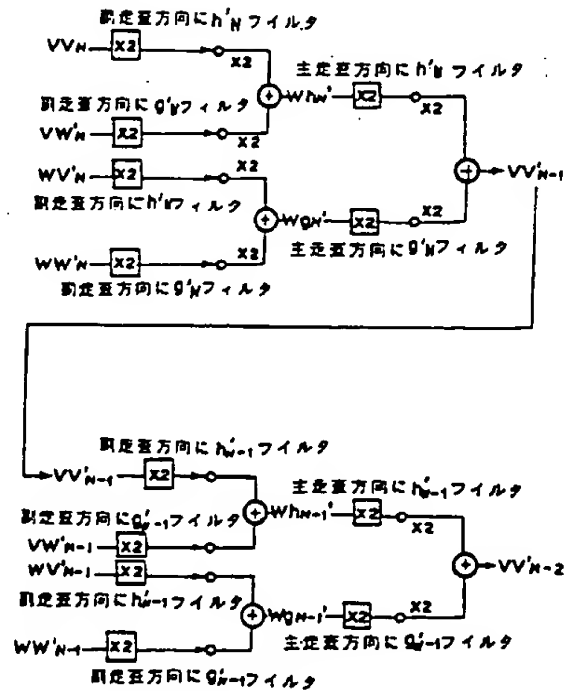 副走査方向にh'Nフィルタ
VVN X2 X2
主走査方向にh'Nフィルタ
WhN' X2 X2
副走査方向にg'Nフィルタ
VW'N X2 X2
VV'N-1
WV'N X2 X2
副走査方向にh'Nフィルタ
WgN' X2 X2
主走査方向にg'Nフィルタ
WW'N X2 X2
副走査方向にg'Nフィルタ
副走査方向にh'N-1フィルタ
VV'N-1 X2
主走査方向にh'N-1フィルタ
WhN-1' X2 X2
副走査方向にg'N-1フィルタ
VW'N-1 X2
VV'N-2
WV'N-1 X2
副走査方向にh'N-1フィルタ
WgN-1' X2 X2
主走査方向にg'N-1フィルタ
WW'N-1 X2
副走査方向にg'N-1フィルタ